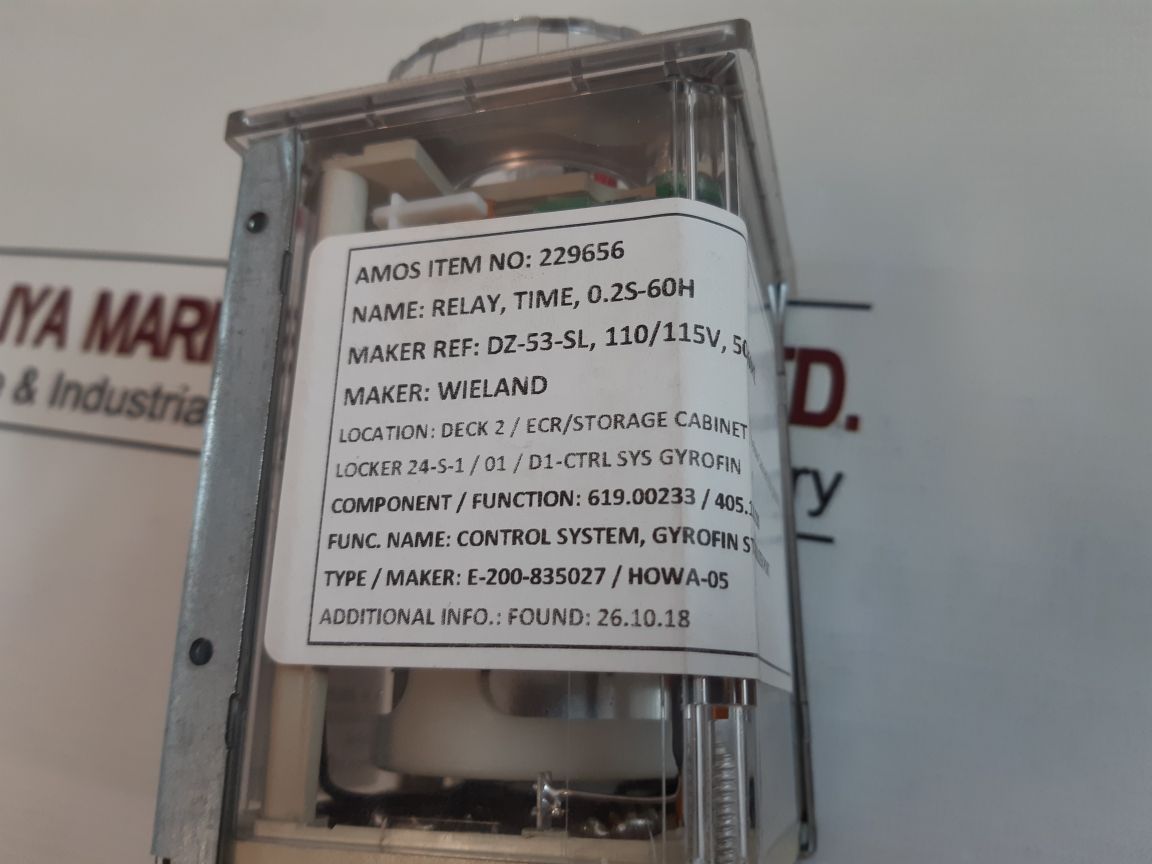 AMOS ITEM NO: 229656
NAME: RELAY, TIME, 0.2S-60H
MAKER REF: DZ-53-SL, 110/115V,
MAKER: WIELAND
LOCATION: DECK 2 / ECR/STORAGE CABINET
LOCKER 24-S-1 / 01 / D1-CTRL SYS GYROFIN
COMPONENT / FUNCTION: 619.00233 /
FUNC. NAME: CONTROL SYSTEM, GYROFIN
TYPE / MAKER: E-200-835027 / HOWA-05
ADDITIONAL INFO.: FOUND: 26.10.18
IYA MARI
TD.
& Industria
ry